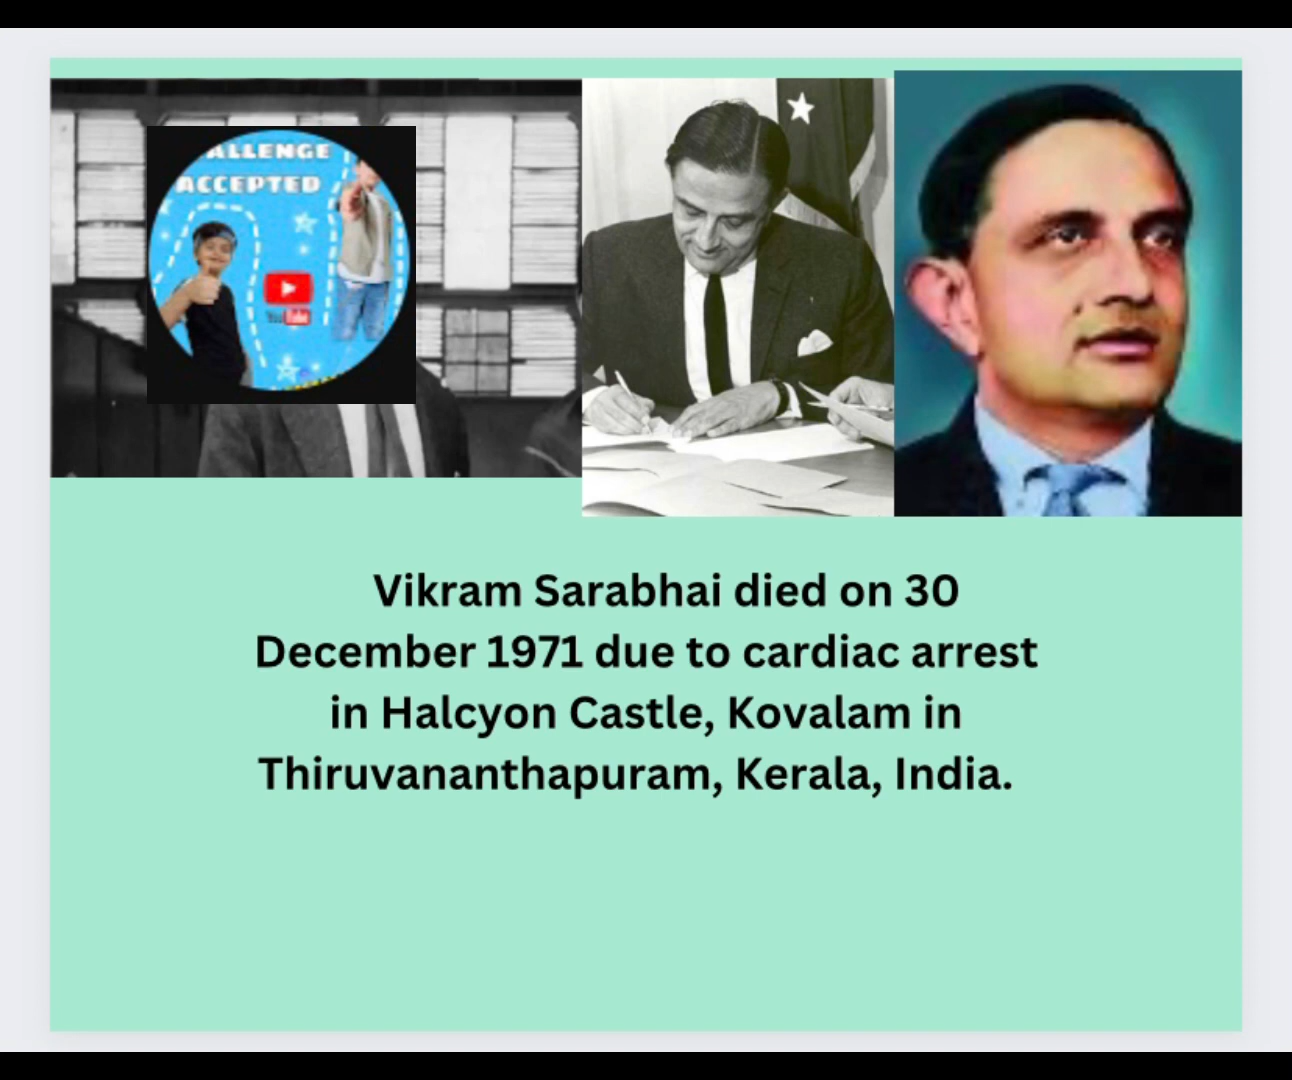 ALLENGE
ACCEPTED
YouTube
Vikram Sarabhai died on 30
December 1971 due to cardiac arrest
in Halcyon Castle, Kovalam in
Thiruvananthapuram, Kerala, India.